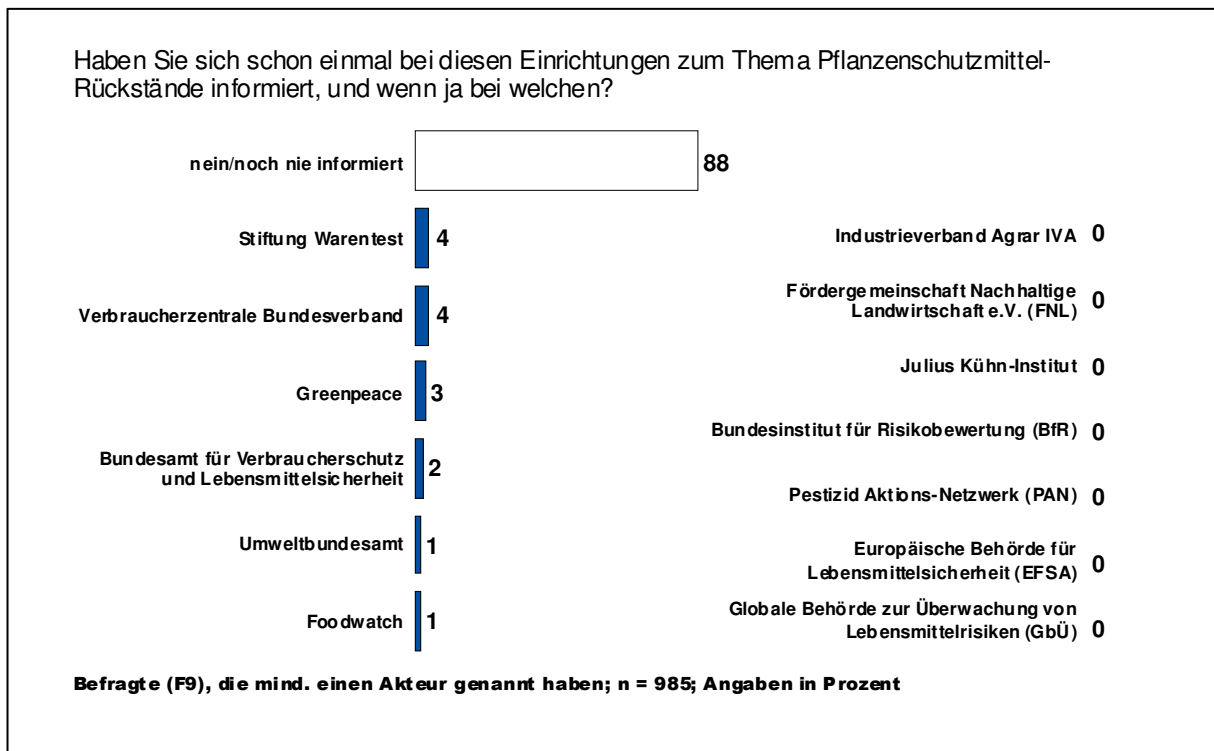 Haben Sie sich schon einmal bei diesen Einrichtungen zum Thema Pflanzenschutzmittel-
Rückstände informiert, und wenn ja bei welchen?
nein/noch nie informiert 88
Stiftung Warentest 4
Verbraucherzentrale Bundesverband 4
Greenpeace 3
Bundesamt für Verbraucherschutz
und Lebensmittelsicherheit 2
Umweltbundesamt 1
Foodwatch 1
Industrieverband Agrar IVA 0
Fördergemeinschaft Nachhaltige
Landwirtschaft e.V. (FNL) 0
Julius Kühn-Institut 0
Bundesinstitut für Risikobewertung (BfR) 0
Pestizid Aktions-Netzwerk (PAN) 0
Europäische Behörde für
Lebensmittelsicherheit (EFSA) 0
Globale Behörde zur Überwachung von
Lebensmittelrisiken (GbÜ) 0
Befragte (F9), die mind. einen Akteur genannt haben; n = 985; Angaben in Prozent